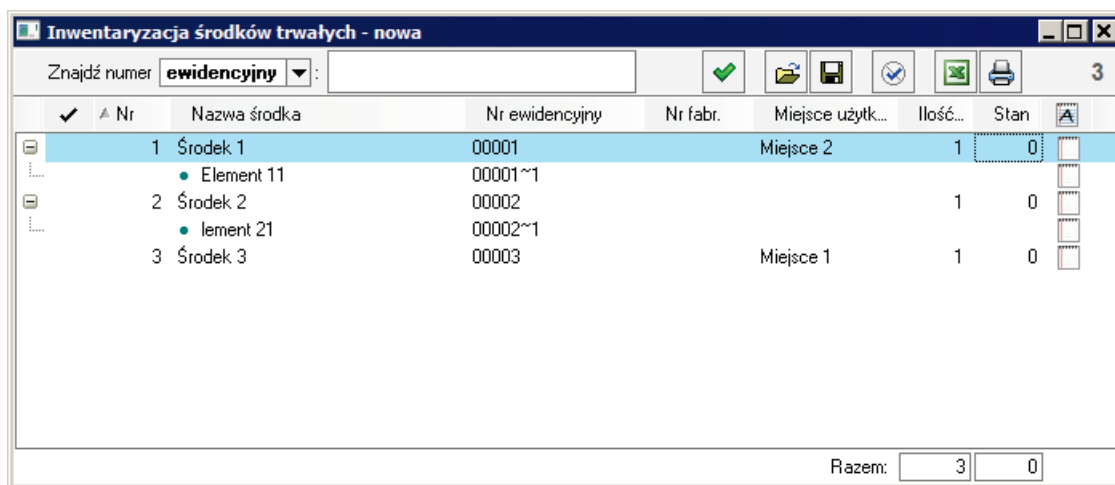 Inwentaryzacja środków trwałych - nowa
Znajdź numer ewidencyjny : 3
Nr Nazwa środka Nr ewidencyjny Nr fabr. Miejsce użytk... Ilość... Stan
1 Środek 1 00001 Miejsce 2 1 0
Element 11 00001~1
2 Środek 2 00002 1 0
lement 21 00002~1
3 Środek 3 00003 Miejsce 1 1 0
Razem: 3 0